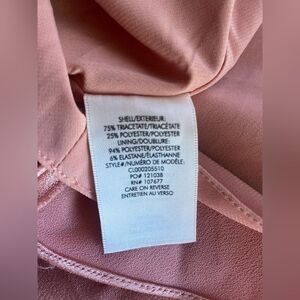 SHELL/EXTERIEUR:
75% TRIACETATE/TRIACÉTATE
25% POLYESTER/POLYESTER
LINING/DOUBLURE:
94% POLYESTER/POLYESTER
6% ELASTANE/ÉLASTHANNE
STYLE#/NUMÉRO DE MODÈLE:
CL000205510
PO# 121038
RN# 107677
CARE ON REVERSE
ENTRETIEN AU VERSO